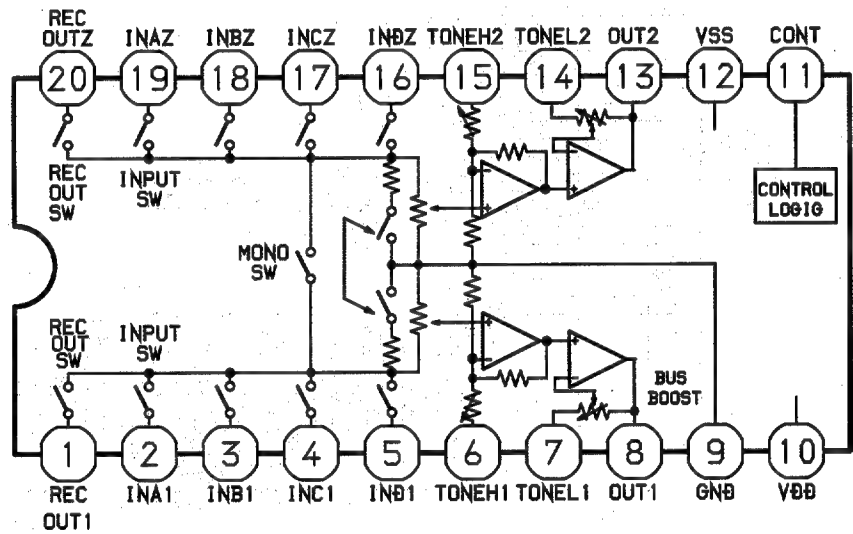 REC
OUTZ INAZ INBZ INCZ INDZ TONEH2 TONEL2 OUT2 VSS CONT
20 19 18 17 16 15 14 13 12 11
REC
OUT
SW
INPUT
SW
CONTROL
LOGIG
MONO
SW
REC
OUT
SW
INPUT
SW
BUS
BOOST
1 2 3 4 5 6 7 8 9 10
REC
OUT1
INA1 INB1 INC1 IND1 TONEH1 TONEL1 OUT1 GND VDD